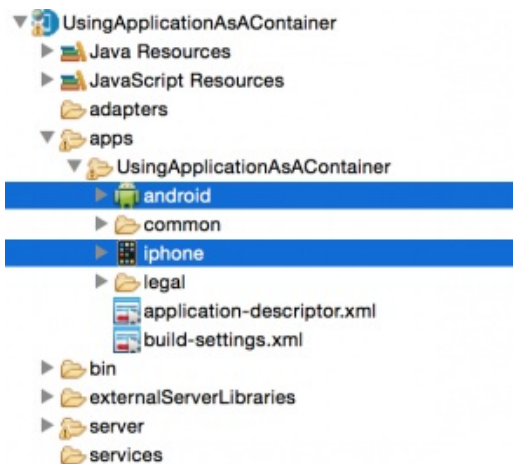 UsingApplicationAsAContainer
Java Resources
JavaScript Resources
adapters
apps
UsingApplicationAsAContainer
android
common
iphone
legal
application-descriptor.xml
build-settings.xml
bin
externalServerLibraries
server
services